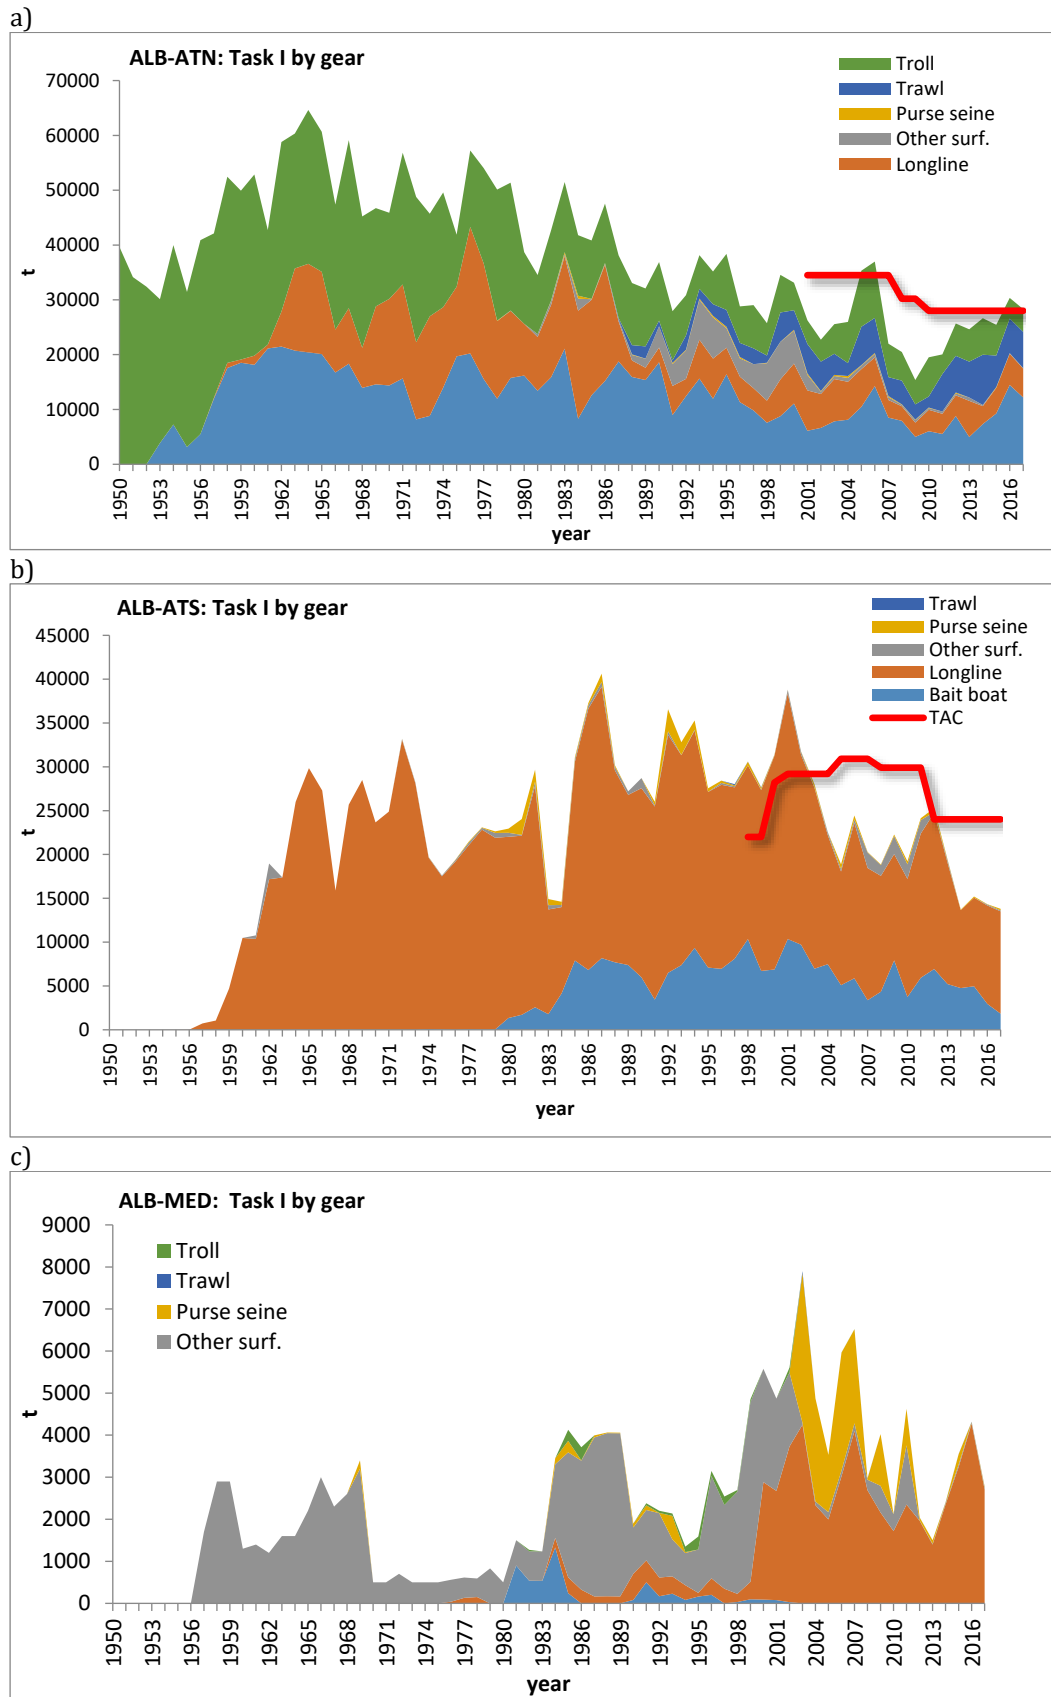 a)
ALB-ATN: Task I by gear
Troll
Trawl
Purse seine
Other surf.
Longline
70000
60000
50000
40000
30000
20000
10000
0
t
1950 1953 1956 1959 1962 1965 1968 1971 1974 1977 1980 1983 1986 1989 1992 1995 1998 2001 2004 2007 2010 2013 2016
year
b)
ALB-ATS: Task I by gear
Trawl
Purse seine
Other surf.
Longline
Bait boat
TAC
45000
40000
35000
30000
25000
20000
15000
10000
5000
0
t
1950 1953 1956 1959 1962 1965 1968 1971 1974 1977 1980 1983 1986 1989 1992 1995 1998 2001 2004 2007 2010 2013 2016
year
c)
ALB-MED: Task I by gear
Troll
Trawl
Purse seine
Other surf.
9000
8000
7000
6000
5000
4000
3000
2000
1000
0
t
1950 1953 1956 1959 1962 1965 1968 1971 1974 1977 1980 1983 1986 1989 1992 1995 1998 2001 2004 2007 2010 2013 2016
year